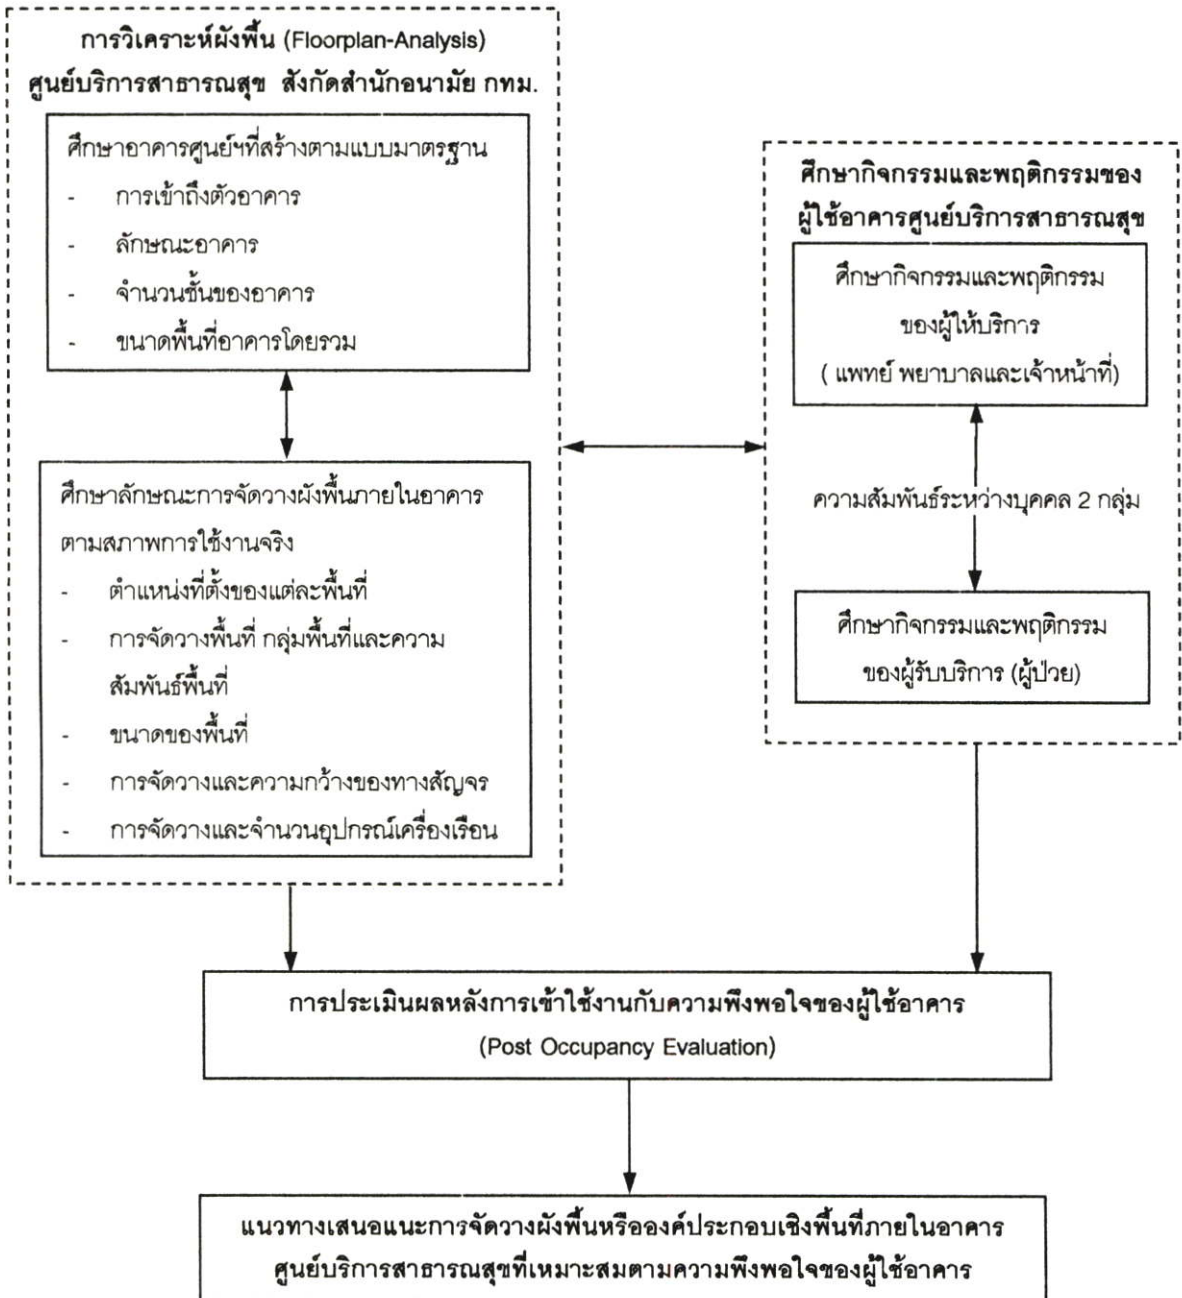 การวิเคราะห์ผังพื้น (Floorplan-Analysis)
ศูนย์บริการสาธารณสุข สังกัดสำนักอนามัย กทม.
ศึกษาอาคารศูนย์ฯที่สร้างตามแบบมาตรฐาน
- การเข้าถึงตัวอาคาร
- ลักษณะอาคาร
- จำนวนชั้นของอาคาร
- ขนาดพื้นที่อาคารโดยรวม
ศึกษาลักษณะการจัดวางผังพื้นภายในอาคาร
ตามสภาพการใช้งานจริง
- ตำแหน่งที่ตั้งของแต่ละพื้นที่
- การจัดวางพื้นที่ กลุ่มพื้นที่และความ
สัมพันธ์พื้นที่
- ขนาดของพื้นที่
- การจัดวางและความกว้างของทางสัญจร
- การจัดวางและจำนวนอุปกรณ์เครื่องเรือน
ศึกษากิจกรรมและพฤติกรรมของ
ผู้ใช้อาคารศูนย์บริการสาธารณสุข
ศึกษากิจกรรมและพฤติกรรม
ของผู้ให้บริการ
( แพทย์ พยาบาลและเจ้าหน้าที่)
ความสัมพันธ์ระหว่างบุคคล 2 กลุ่ม
ศึกษากิจกรรมและพฤติกรรม
ของผู้รับบริการ (ผู้ป่วย)
การประเมินผลหลังการเข้าใช้งานกับความพึงพอใจของผู้ใช้อาคาร
(Post Occupancy Evaluation)
แนวทางเสนอแนะการจัดวางผังพื้นหรือองค์ประกอบเชิงพื้นที่ภายในอาคาร
ศูนย์บริการสาธารณสุขที่เหมาะสมตามความพึงพอใจของผู้ใช้อาคาร